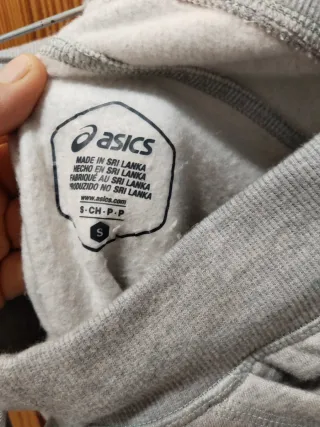 asics
MADE IN SRI LANKA
HECHO EN SRI LANKA
FABRIQUÉ AU SRI LANKA
PRODUZIDO NO SRI LANKA
www.asics.com
S·CH·P·P
S